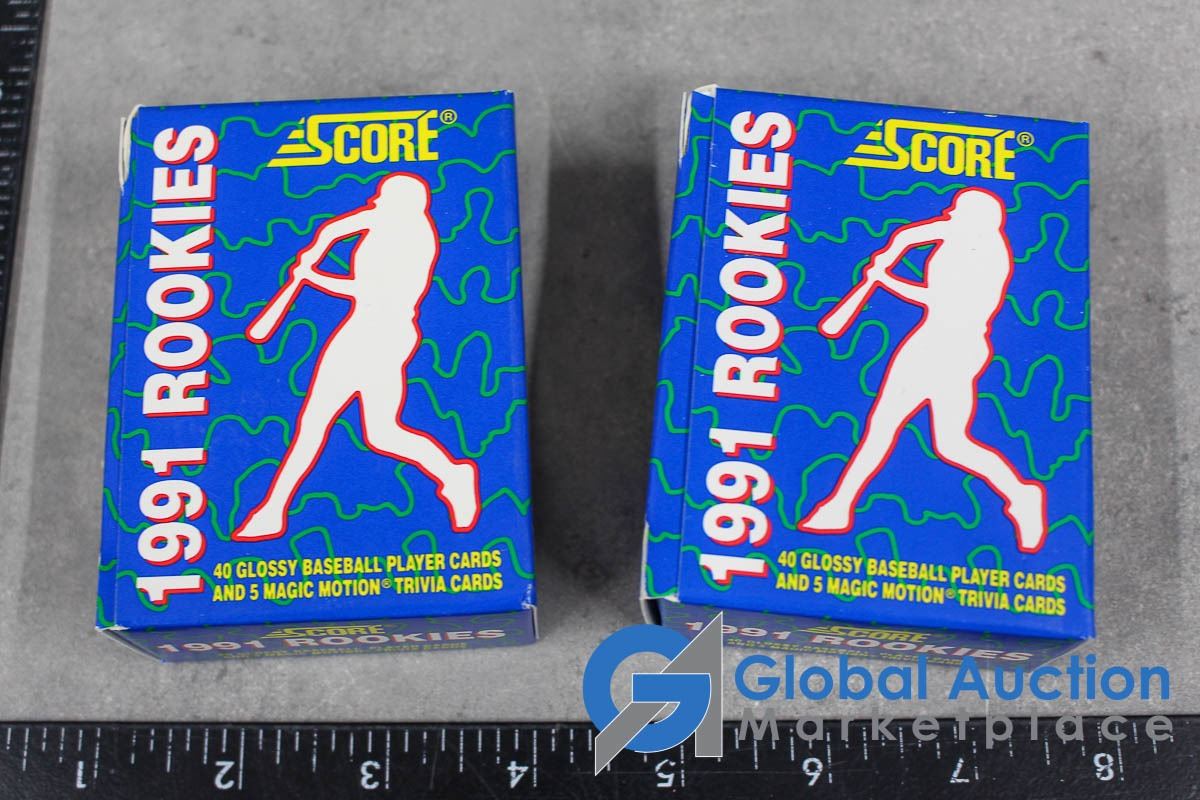 SCORE®
1991 ROOKIES
40 GLOSSY BASEBALL PLAYER CARDS
AND 5 MAGIC MOTION® TRIVIA CARDS
SCORE
1991 ROOKIES
SCORE®
1991 ROOKIES
40 GLOSSY BASEBALL PLAYER CARDS
AND 5 MAGIC MOTION® TRIVIA CARDS
SCORE
1991 ROOKIES
GA
Global Auction
Marketplace
1 2 3 4 5 6 7 8